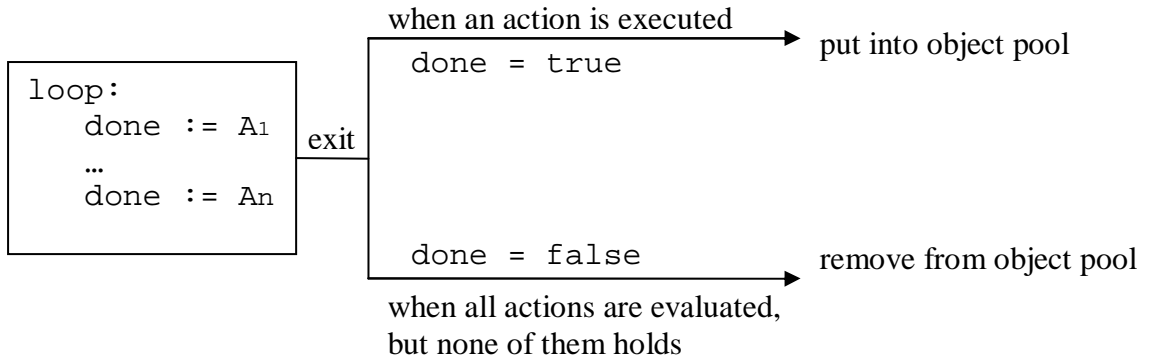 when an action is executed
put into object pool
done = true
loop:
done := A1
exit
…
done := An
done = false
remove from object pool
when all actions are evaluated,
but none of them holds